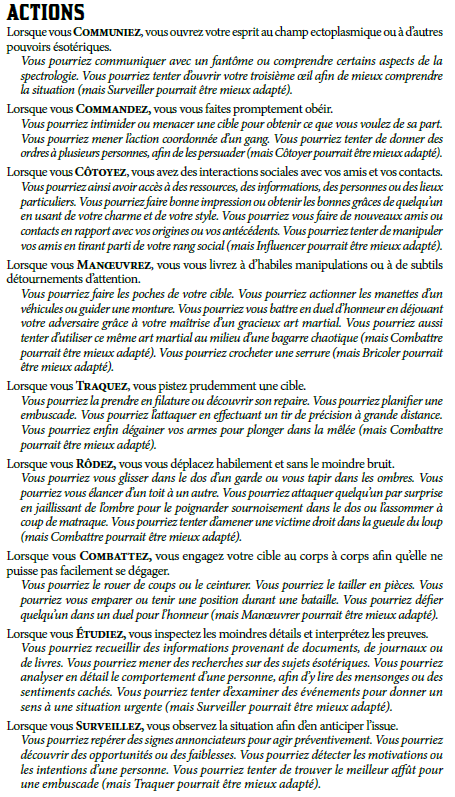 ACTIONS
Lorsque vous COMMUNIEZ, vous ouvrez votre esprit au champ ectoplasmique ou à d'autres
pouvoirs ésotériques.
Vous pourriez communiquer avec un fantôme ou comprendre certains aspects de la
spectrologie. Vous pourriez tenter d'ouvrir votre troisième œil afin de mieux comprendre
la situation (mais Surveiller pourrait être mieux adapté).
Lorsque vous COMMANDEZ, vous vous faites promptement obéir.
Vous pourriez intimider ou menacer une cible pour obtenir ce que vous voulez de sa part.
Vous pourriez mener l'action coordonnée d'un gang. Vous pourriez tenter de donner des
ordres à plusieurs personnes, afin de les persuader (mais Côtoyer pourrait être mieux adapté).
Lorsque vous CÔTOYEZ, vous avez des interactions sociales avec vos amis et vos contacts.
Vous pourriez ainsi avoir accès à des ressources, des informations, des personnes ou des lieux
particuliers. Vous pourriez faire bonne impression ou obtenir les bonnes grâces de quelqu'un
en usant de votre charme et de votre style. Vous pourriez vous faire de nouveaux amis ou
contacts en rapport avec vos origines ou vos antécédents. Vous pourriez tenter de manipuler
vos amis en tirant parti de votre rang social (mais Influencer pourrait être mieux adapté).
Lorsque vous MANŒUVREZ, vous vous livrez à d'habiles manipulations ou à de subtils
détournements d'attention.
Vous pourriez faire les poches de votre cible. Vous pourriez actionner les manettes d'un
véhicules ou guider une monture. Vous pourriez vous battre en duel d'honneur en déjouant
votre adversaire grâce à votre maîtrise d'un gracieux art martial. Vous pourriez aussi
tenter d'utiliser ce même art martial au milieu d'une bagarre chaotique (mais Combattre
pourrait être mieux adapté). Vous pourriez crocheter une serrure (mais Bricoler pourrait
être mieux adapté).
Lorsque vous TRAQUEZ, vous pistez prudemment une cible.
Vous pourriez la prendre en filature ou découvrir son repaire. Vous pourriez planifier une
embuscade. Vous pourriez l'attaquer en effectuant un tir de précision à grande distance.
Vous pourriez enfin dégainer vos armes pour plonger dans la mêlée (mais Combattre
pourrait être mieux adapté).
Lorsque vous RÔDEZ, vous vous déplacez habilement et sans le moindre bruit.
Vous pourriez vous glisser dans le dos d'un garde ou vous tapir dans les ombres. Vous
pourriez vous élancer d'un toit à un autre. Vous pourriez attaquer quelqu'un par surprise
en jaillissant de l'ombre pour le poignarder sournoisement dans le dos ou l'assommer à
coup de matraque. Vous pourriez tenter d'amener une victime droit dans la gueule du loup
(mais Combattre pourrait être mieux adapté).
Lorsque vous COMBATTEZ, vous engagez votre cible au corps à corps afin qu'elle ne
puisse pas facilement se dégager.
Vous pourriez le rouer de coups ou le ceinturer. Vous pourriez le tailler en pièces. Vous
pourriez vous emparer ou tenir une position durant une bataille. Vous pourriez défier
quelqu'un dans un duel pour l'honneur (mais Manœuvrer pourrait être mieux adapté).
Lorsque vous ÉTUDIEZ, vous inspectez les moindres détails et interprétez les preuves.
Vous pourriez recueillir des informations provenant de documents, de journaux ou
de livres. Vous pourriez mener des recherches sur des sujets ésotériques. Vous pourriez
analyser en détail le comportement d'une personne, afin d'y lire des mensonges ou des
sentiments cachés. Vous pourriez tenter d'examiner des événements pour donner un
sens à une situation urgente (mais Surveiller pourrait être mieux adapté).
Lorsque vous SURVEILLEZ, vous observez la situation afin d'en anticiper l'issue.
Vous pourriez repérer des signes annonciateurs pour agir préventivement. Vous pourriez
découvrir des opportunités ou des faiblesses. Vous pourriez détecter les motivations ou
les intentions d'une personne. Vous pourriez tenter de trouver le meilleur affût pour
une embuscade (mais Traquer pourrait être mieux adapté).